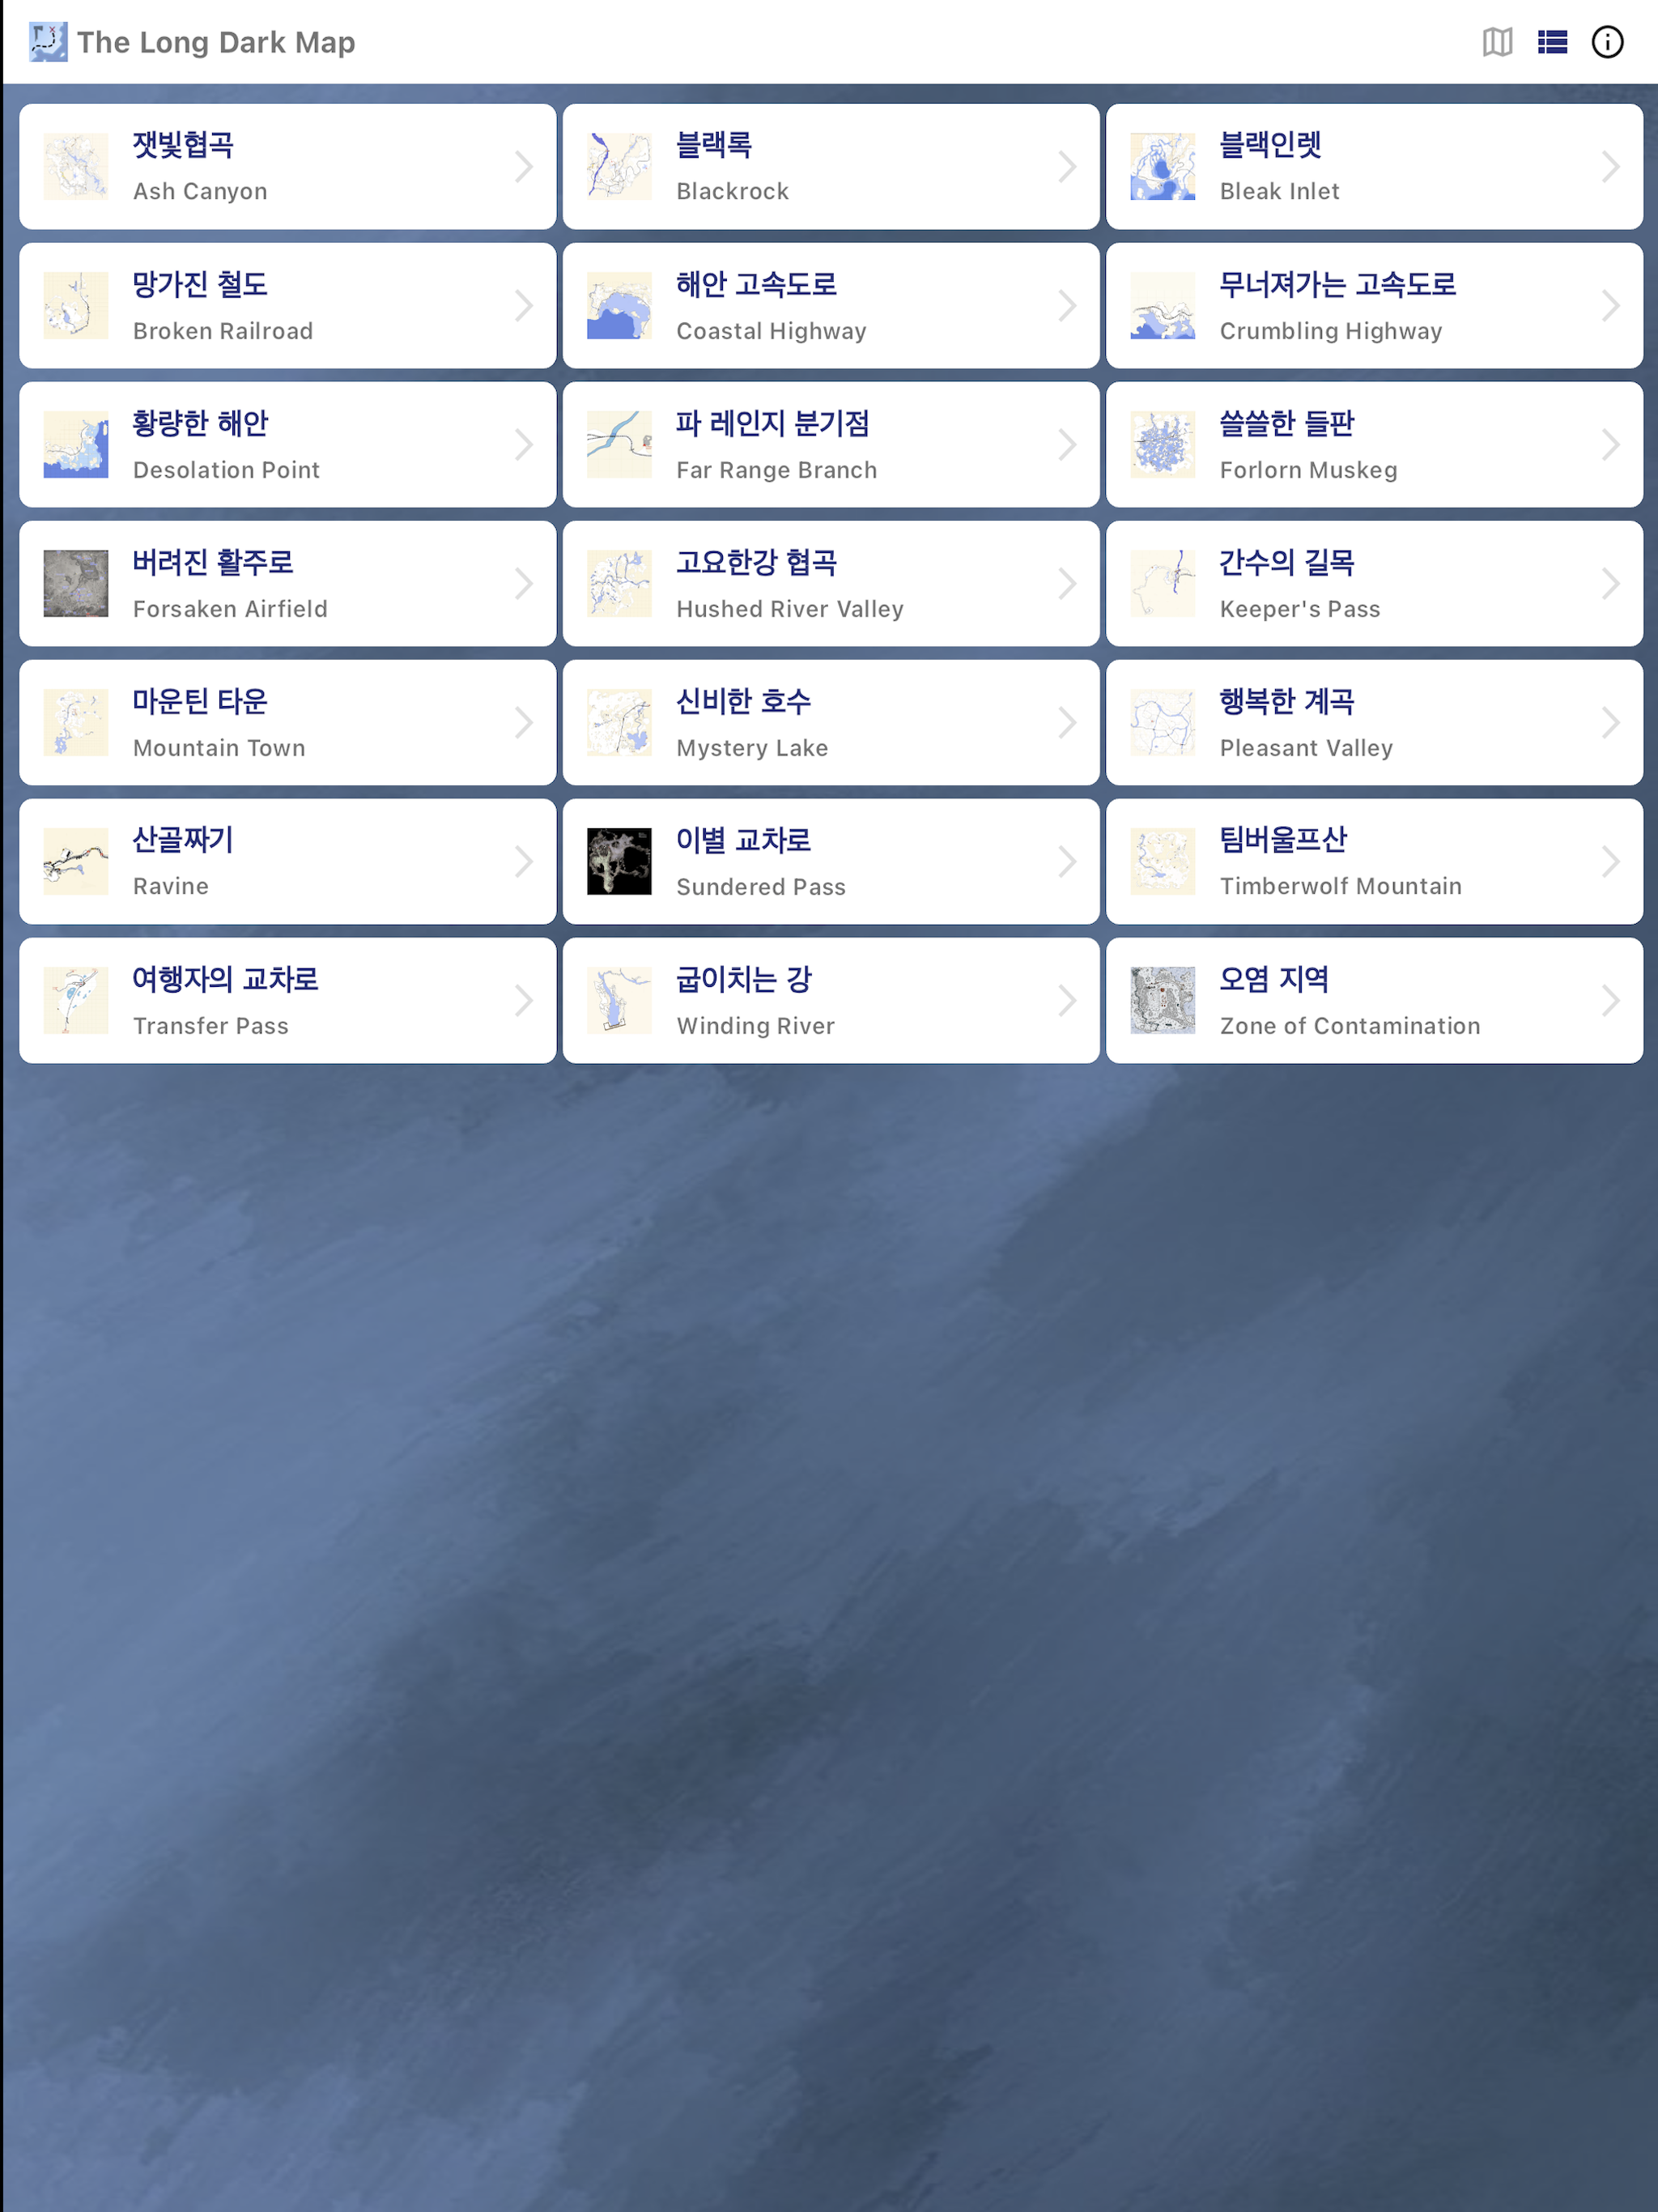 The Long Dark Map
잿빛협곡
Ash Canyon
블랙록
Blackrock
블랙인렛
Bleak Inlet
망가진 철도
Broken Railroad
해안 고속도로
Coastal Highway
무너져가는 고속도로
Crumbling Highway
황량한 해안
Desolation Point
파 레인지 분기점
Far Range Branch
쓸쓸한 들판
Forlorn Muskeg
버려진 활주로
Forsaken Airfield
고요한강 협곡
Hushed River Valley
간수의 길목
Keeper's Pass
마운틴 타운
Mountain Town
신비한 호수
Mystery Lake
행복한 계곡
Pleasant Valley
산골짜기
Ravine
이별 교차로
Sundered Pass
팀버울프산
Timberwolf Mountain
여행자의 교차로
Transfer Pass
굽이치는 강
Winding River
오염 지역
Zone of Contamination